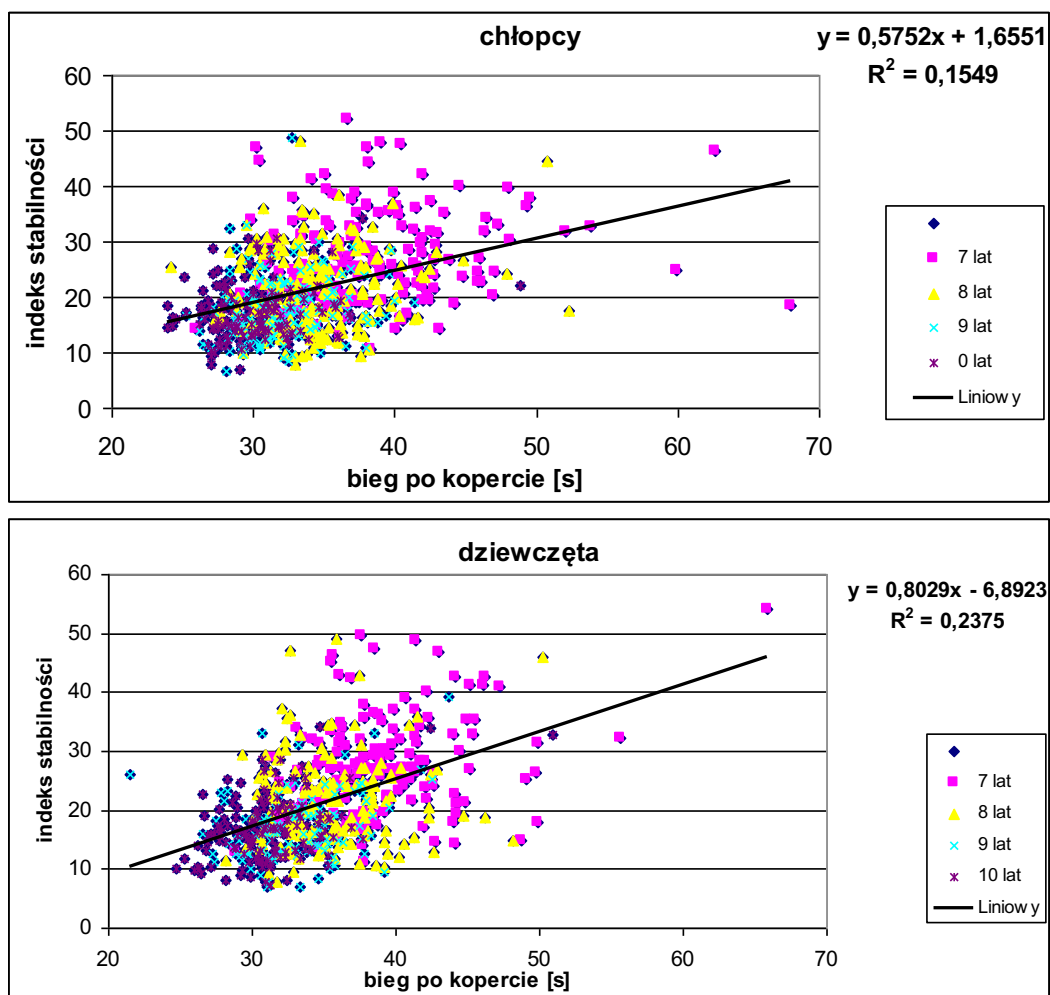 chłopcy
y = 0,5752x + 1,6551
R² = 0,1549
60
50
40
30
20
10
0
indeks stabilności
20 30 40 50 60 70
bieg po kopercie [s]
7 lat
8 lat
9 lat
0 lat
Liniowy
dziewczęta
y = 0,8029x - 6,8923
R² = 0,2375
60
50
40
30
20
10
0
indeks stabilności
20 30 40 50 60 70
bieg po kopercie [s]
7 lat
8 lat
9 lat
10 lat
Liniowy